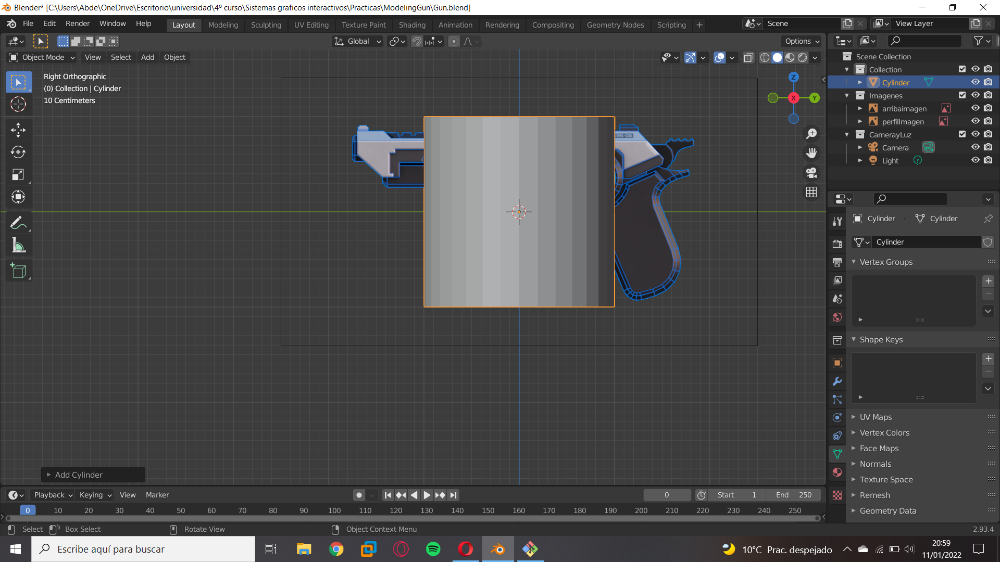 Blender* [C:\Users\Abde\OneDrive\Escritorio\universidad\4º curso\Sistemas graficos interactivos\Practicas\ModelingGun\Gun.blend]
File Edit Render Window Help Layout Modeling Sculpting UV Editing Texture Paint Shading Animation Rendering Compositing Geometry Nodes Scripting + Scene View Layer
Global Options
Object Mode View Select Add Object
Scene Collection
Collection
Cylinder
Imagenes
arribaimagen
perfilImagen
CamerayLuz
Camera
Light
Right Orthographic
(0) Collection | Cylinder
10 Centimeters
Z
X
Y
KAS-06
Cylinder Cylinder
Cylinder
Vertex Groups
Shape Keys
UV Maps
Vertex Colors
Face Maps
Normals
Texture Space
Remesh
Geometry Data
Add Cylinder
Playback Keying View Marker 0 Start 1 End 250
0 10 20 30 40 50 60 70 80 90 100 110 120 130 140 150 160 170 180 190 200 210 220 230 240 250
Select Box Select Rotate View Object Context Menu 2.93.4
Escribe aquí para buscar
10°C Prac. despejado
20:59
11/01/2022